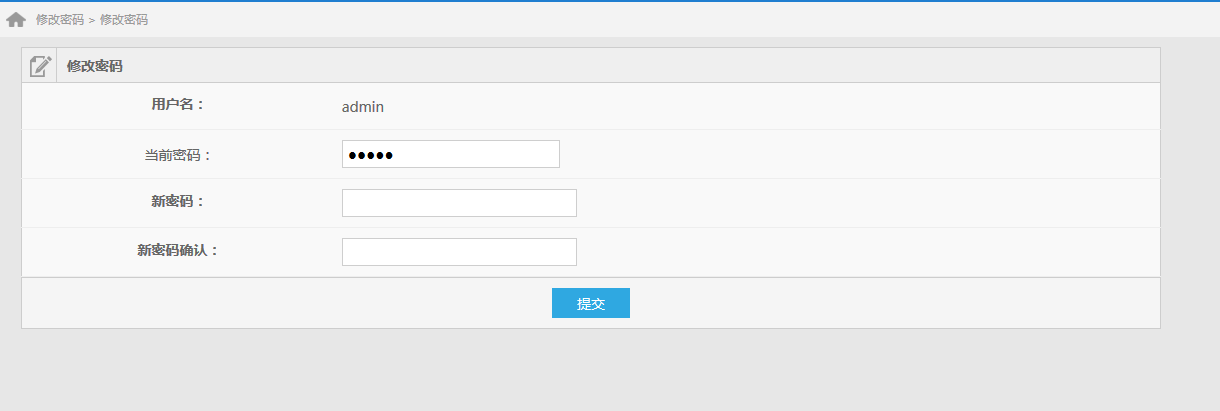 修改密码 > 修改密码
修改密码
用户名：
admin
当前密码：
●●●●●
新密码：
新密码确认：
提交